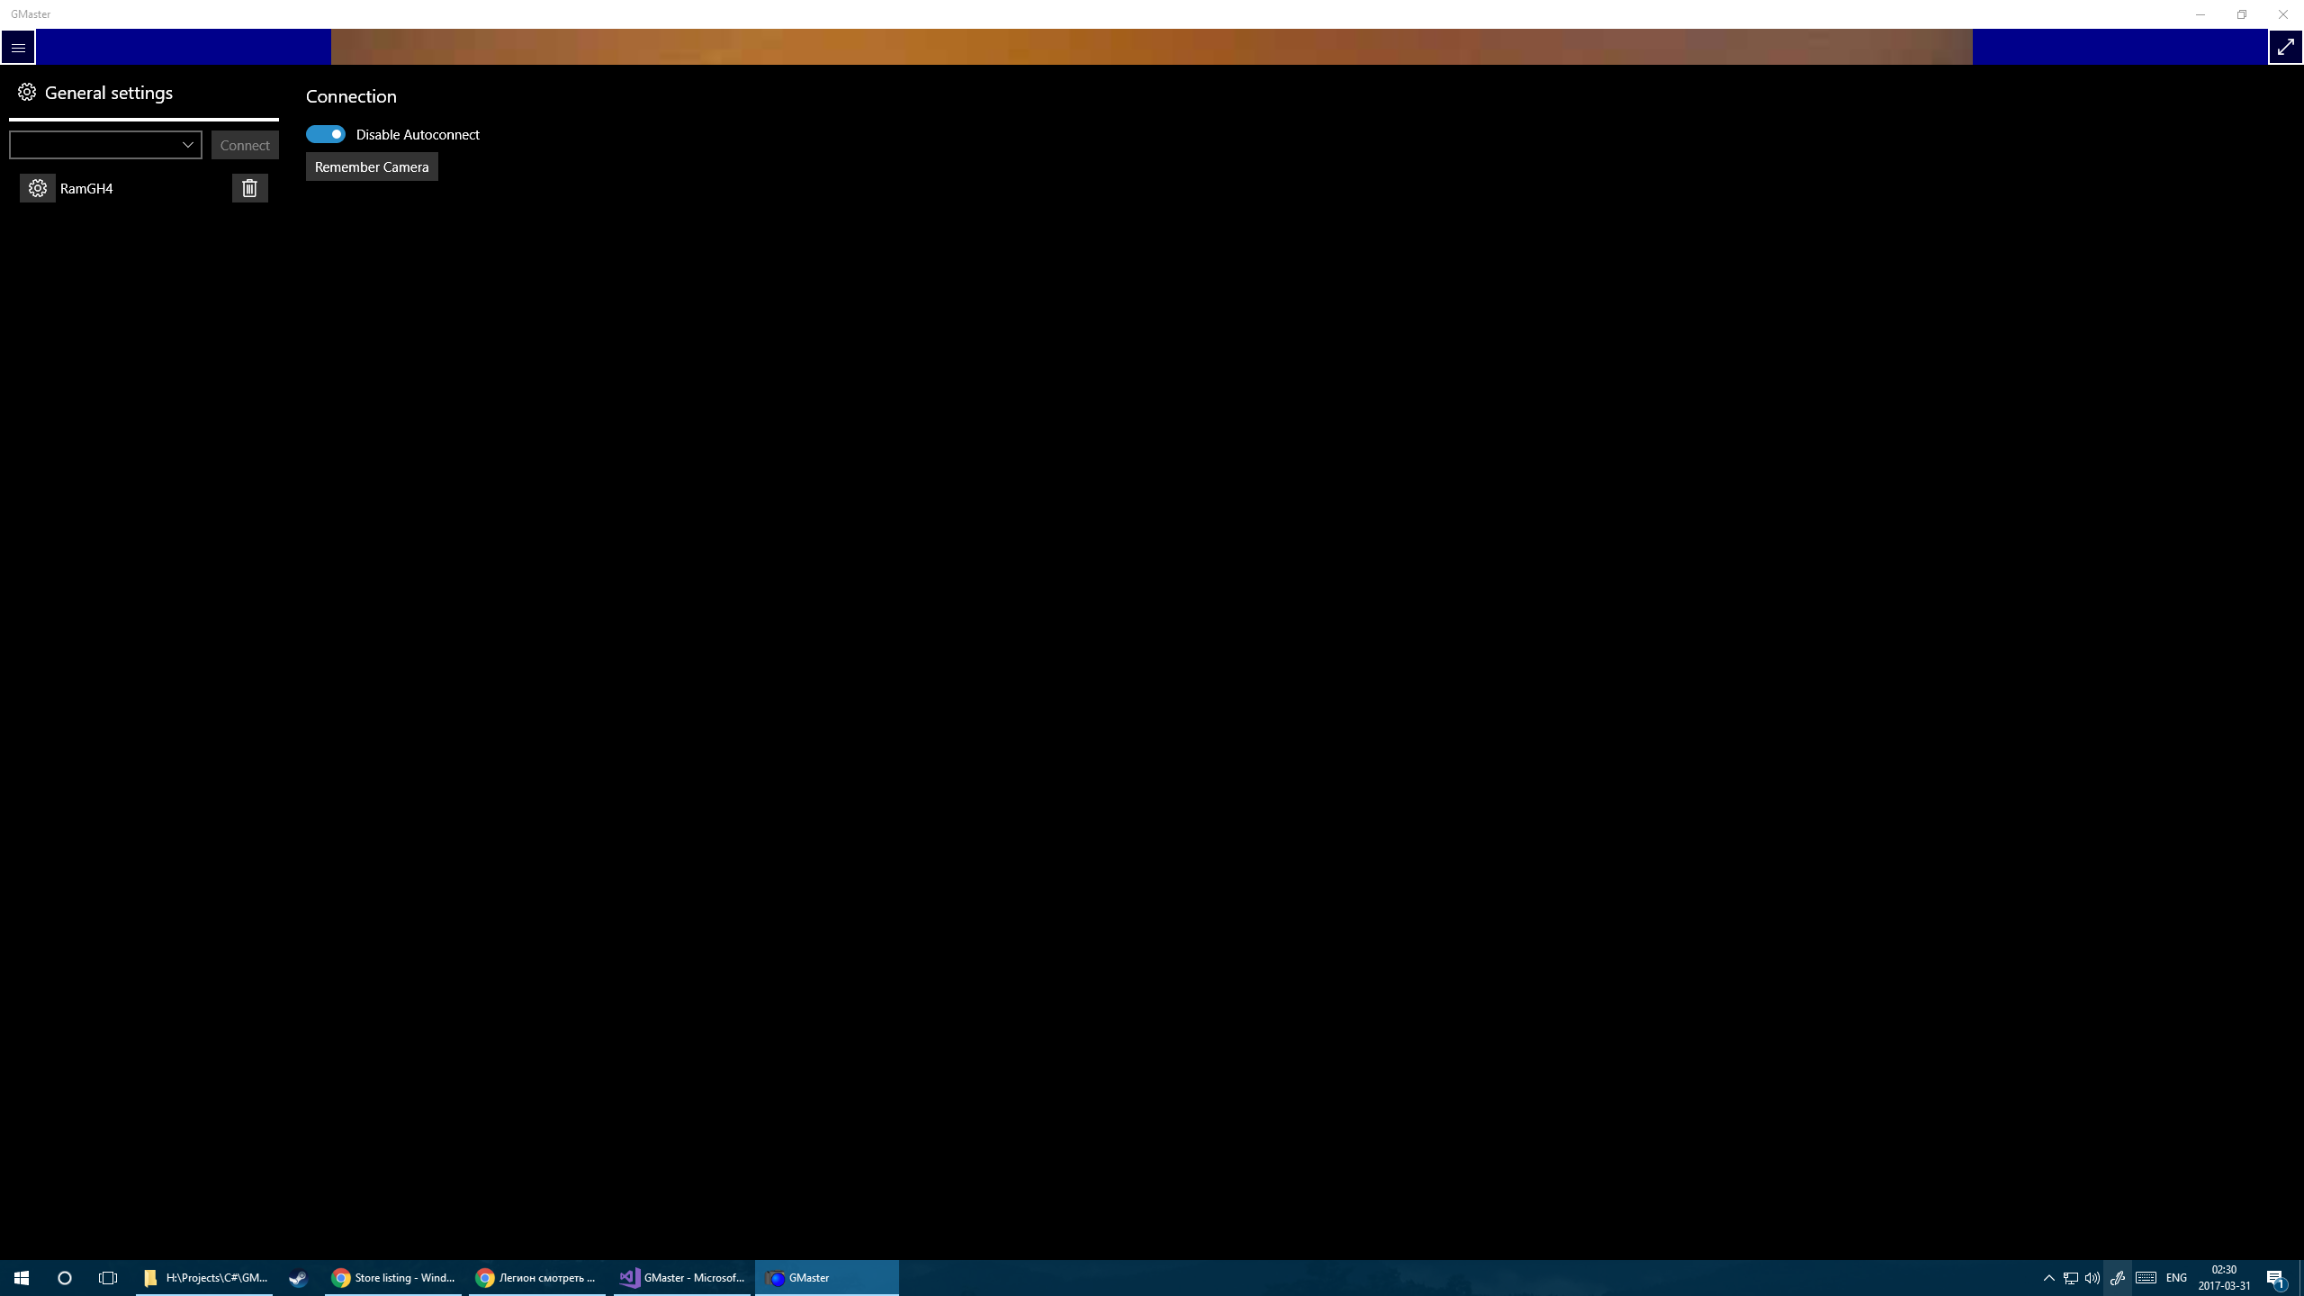 GMaster
General settings
Connection
Disable Autoconnect
Connect
Remember Camera
RamGH4
H:\Projects\C#\GM...
Store listing - Wind...
Легион смотреть ...
GMaster - Microsof...
GMaster
ENG
02:30
2017-03-31
1